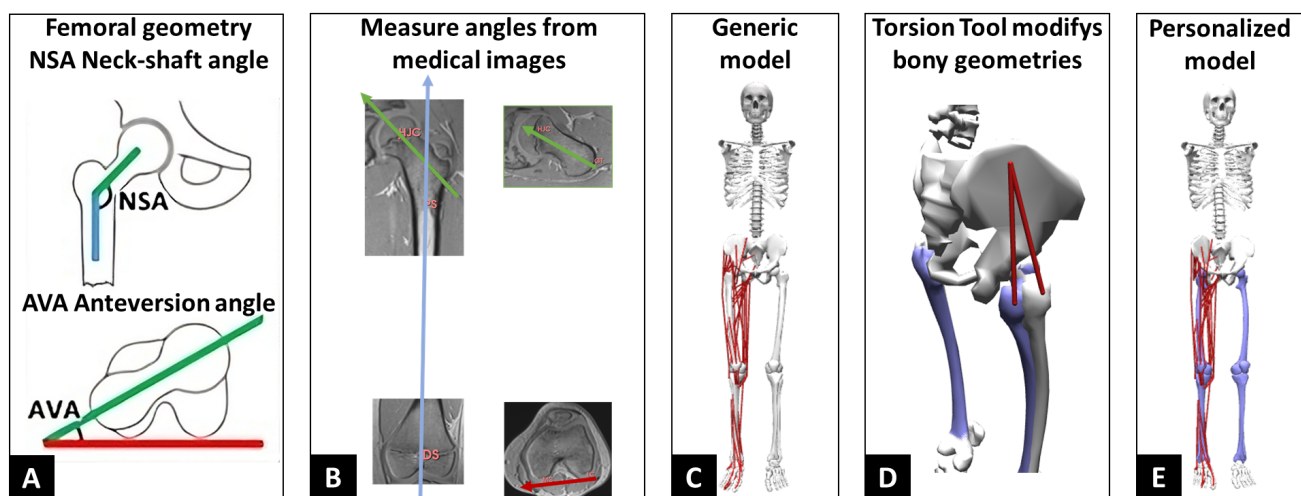 Femoral geometry
NSA Neck-shaft angle
NSA
AVA Anteversion angle
AVA
A
Measure angles from
medical images
HJC
HJC
GT
PS
DS
B
Generic
model
C
Torsion Tool modifys
bony geometries
D
Personalized
model
E